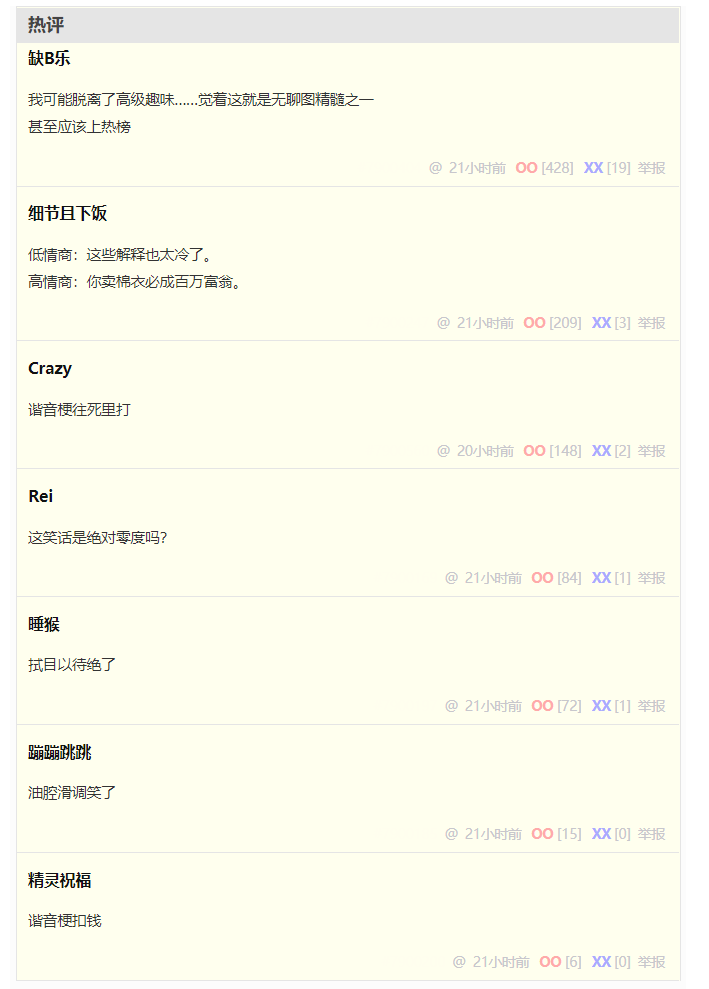 热评
缺B乐
我可能脱离了高级趣味……觉着这就是无聊图精髓之一
甚至应该上热榜
@ 21小时前 OO [428] XX [19] 举报
细节且下饭
低情商：这些解释也太冷了。
高情商：你卖棉衣必成百万富翁。
@ 21小时前 OO [209] XX [3] 举报
Crazy
谐音梗往死里打
@ 20小时前 OO [148] XX [2] 举报
Rei
这笑话是绝对零度吗?
@ 21小时前 OO [84] XX [1] 举报
睡猴
拭目以待绝了
@ 21小时前 OO [72] XX [1] 举报
蹦蹦跳跳
油腔滑调笑了
@ 21小时前 OO [15] XX [0] 举报
精灵祝福
谐音梗扣钱
@ 21小时前 OO [6] XX [0] 举报